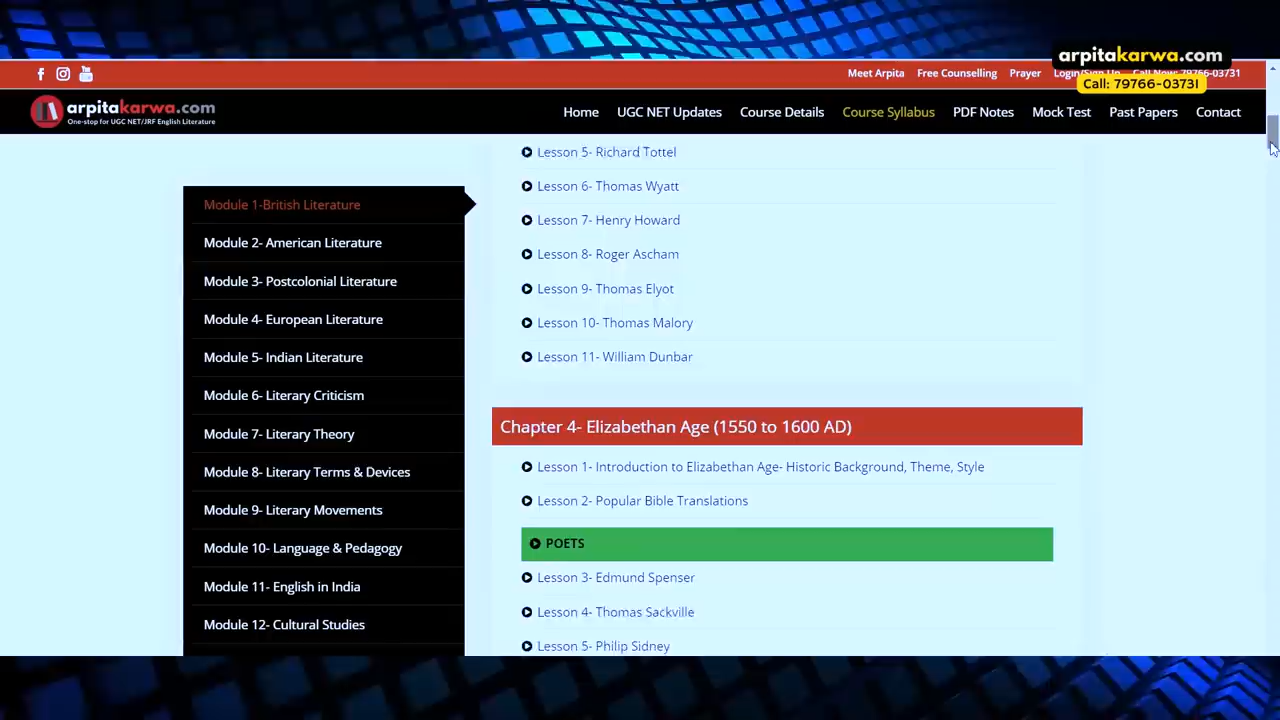 arpitakarwa.com
Call: 79766-03731
Meet Arpita
Free Counselling
Prayer
Login/Sign Up
Call Now: 79766-03731
arpitakarwa.com
One-stop for UGC NET/JRF English Literature
Home
UGC NET Updates
Course Details
Course Syllabus
PDF Notes
Mock Test
Past Papers
Contact
Module 1-British Literature
Module 2- American Literature
Module 3- Postcolonial Literature
Module 4- European Literature
Module 5- Indian Literature
Module 6- Literary Criticism
Module 7- Literary Theory
Module 8- Literary Terms & Devices
Module 9- Literary Movements
Module 10- Language & Pedagogy
Module 11- English in India
Module 12- Cultural Studies
Lesson 5- Richard Tottel
Lesson 6- Thomas Wyatt
Lesson 7- Henry Howard
Lesson 8- Roger Ascham
Lesson 9- Thomas Elyot
Lesson 10- Thomas Malory
Lesson 11- William Dunbar
Chapter 4- Elizabethan Age (1550 to 1600 AD)
Lesson 1- Introduction to Elizabethan Age- Historic Background, Theme, Style
Lesson 2- Popular Bible Translations
POETS
Lesson 3- Edmund Spenser
Lesson 4- Thomas Sackville
Lesson 5- Philip Sidney